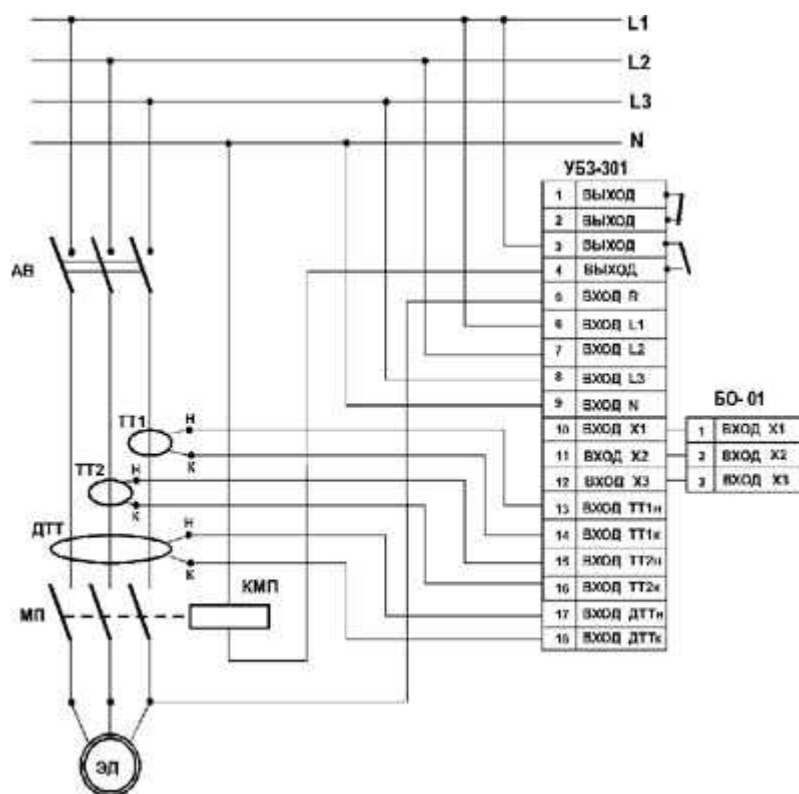 L1
L2
L3
N
УБЗ-301
1 ВЫХОД
2 ВЫХОД
3 ВЫХОД
4 ВЫХОД
5 ВХОД R
6 ВХОД L1
7 ВХОД L2
8 ВХОД L3
9 ВХОД N
10 ВХОД X1
11 ВХОД X2
12 ВХОД X3
13 ВХОД ТТ1н
14 ВХОД ТТ1к
15 ВХОД ТТ2н
16 ВХОД ТТ2к
17 ВХОД ДТТн
18 ВХОД ДТТк
БО-01
1 ВХОД X1
2 ВХОД X2
3 ВХОД X3
АВ
ТТ1
Н
К
ТТ2
Н
К
ДТТ
Н
К
КМП
МП
ЭД